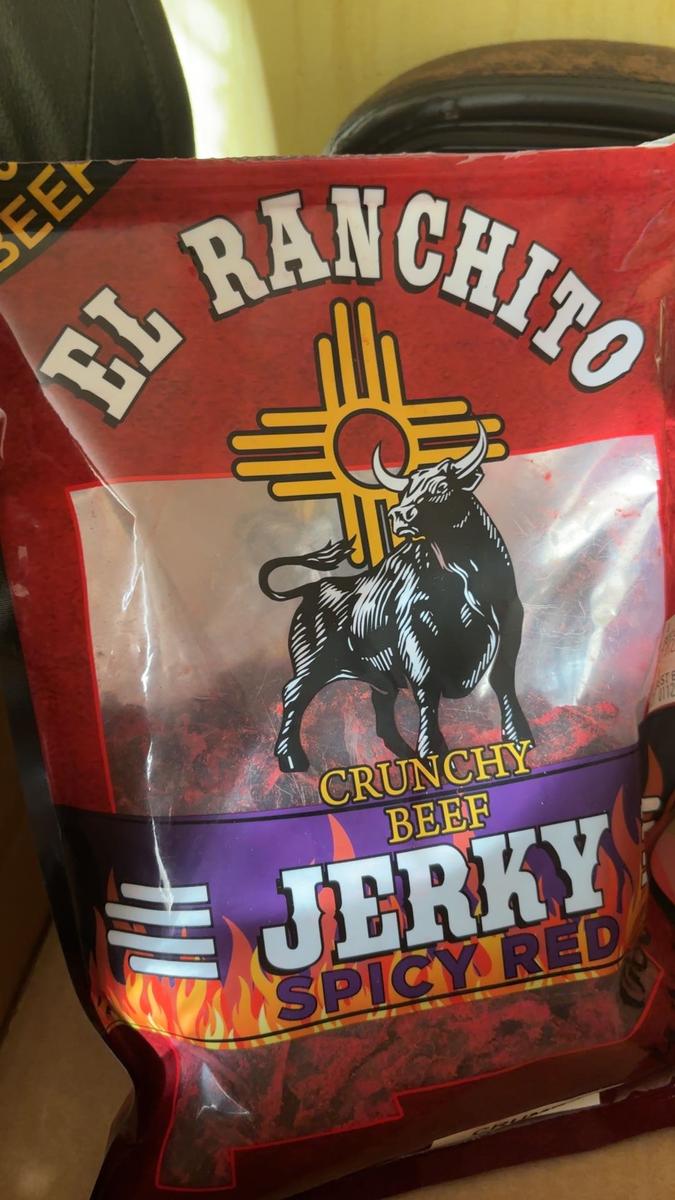 BEEF
EL RANCHITO
CRUNCHY
BEEF
JERKY
SPICY RED